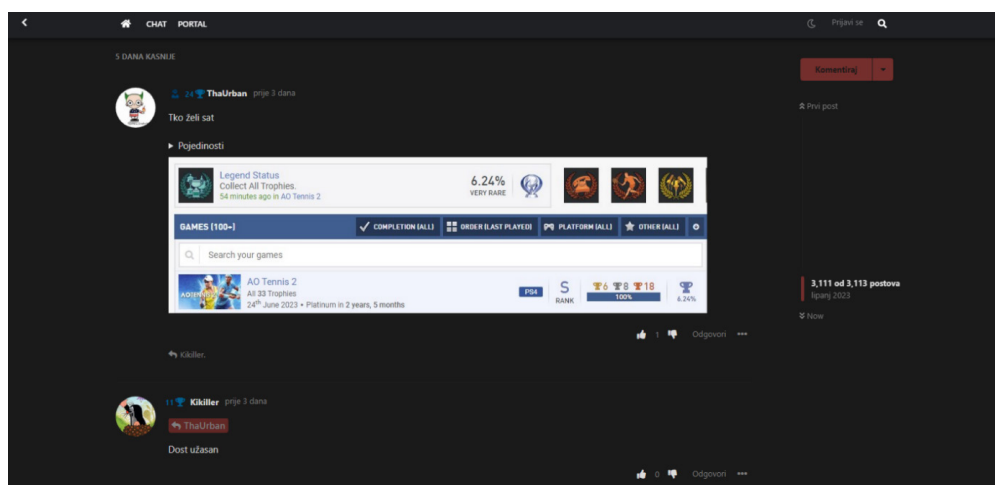 CHAT PORTAL
Prijavi se
5 DANA KASNIJE
Komentiraj
24 ThaUrban prije 3 dana
Prvi post
Tko želi sat
Pojedinosti
Legend Status
Collect All Trophies.
54 minutes ago in AO Tennis 2
6.24%
VERY RARE
GAMES (100~)
COMPLETION (ALL) ORDER (LAST PLAYED) PLATFORM (ALL) OTHER (ALL)
Search your games
AO Tennis 2
All 33 Trophies
24th June 2023 • Platinum in 2 years, 5 months
PS4
S
RANK
6 8 18
100%
6.24%
3,111 od 3,113 postova
lipanj 2023
Now
1 Odgovori
Kikiller.
11 Kikiller prije 3 dana
ThaUrban
Dost užasan
0 Odgovori